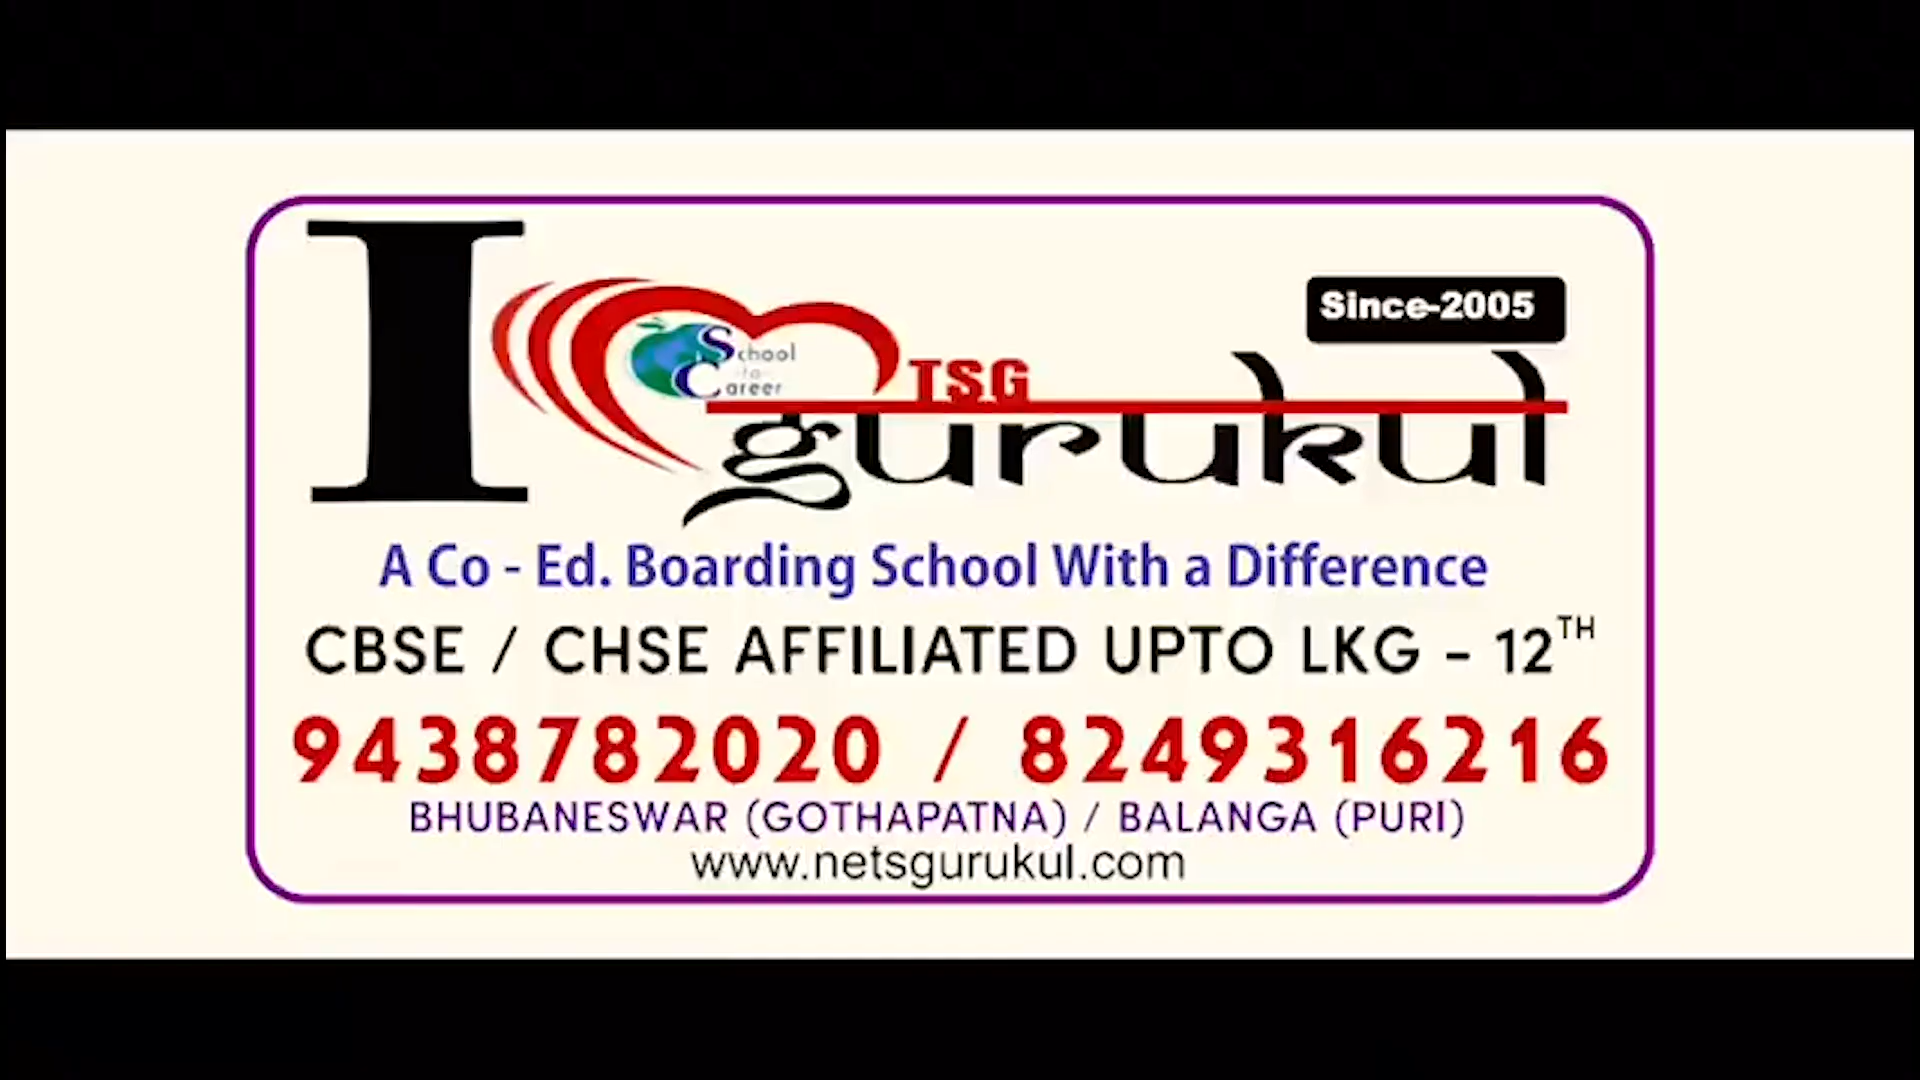 Since-2005
I
School
to
Career
TSG
gurukul
A Co - Ed. Boarding School With a Difference
CBSE / CHSE AFFILIATED UPTO LKG - 12TH
9438782020 / 8249316216
BHUBANESWAR (GOTHAPATNA) / BALANGA (PURI)
www.netsgurukul.com